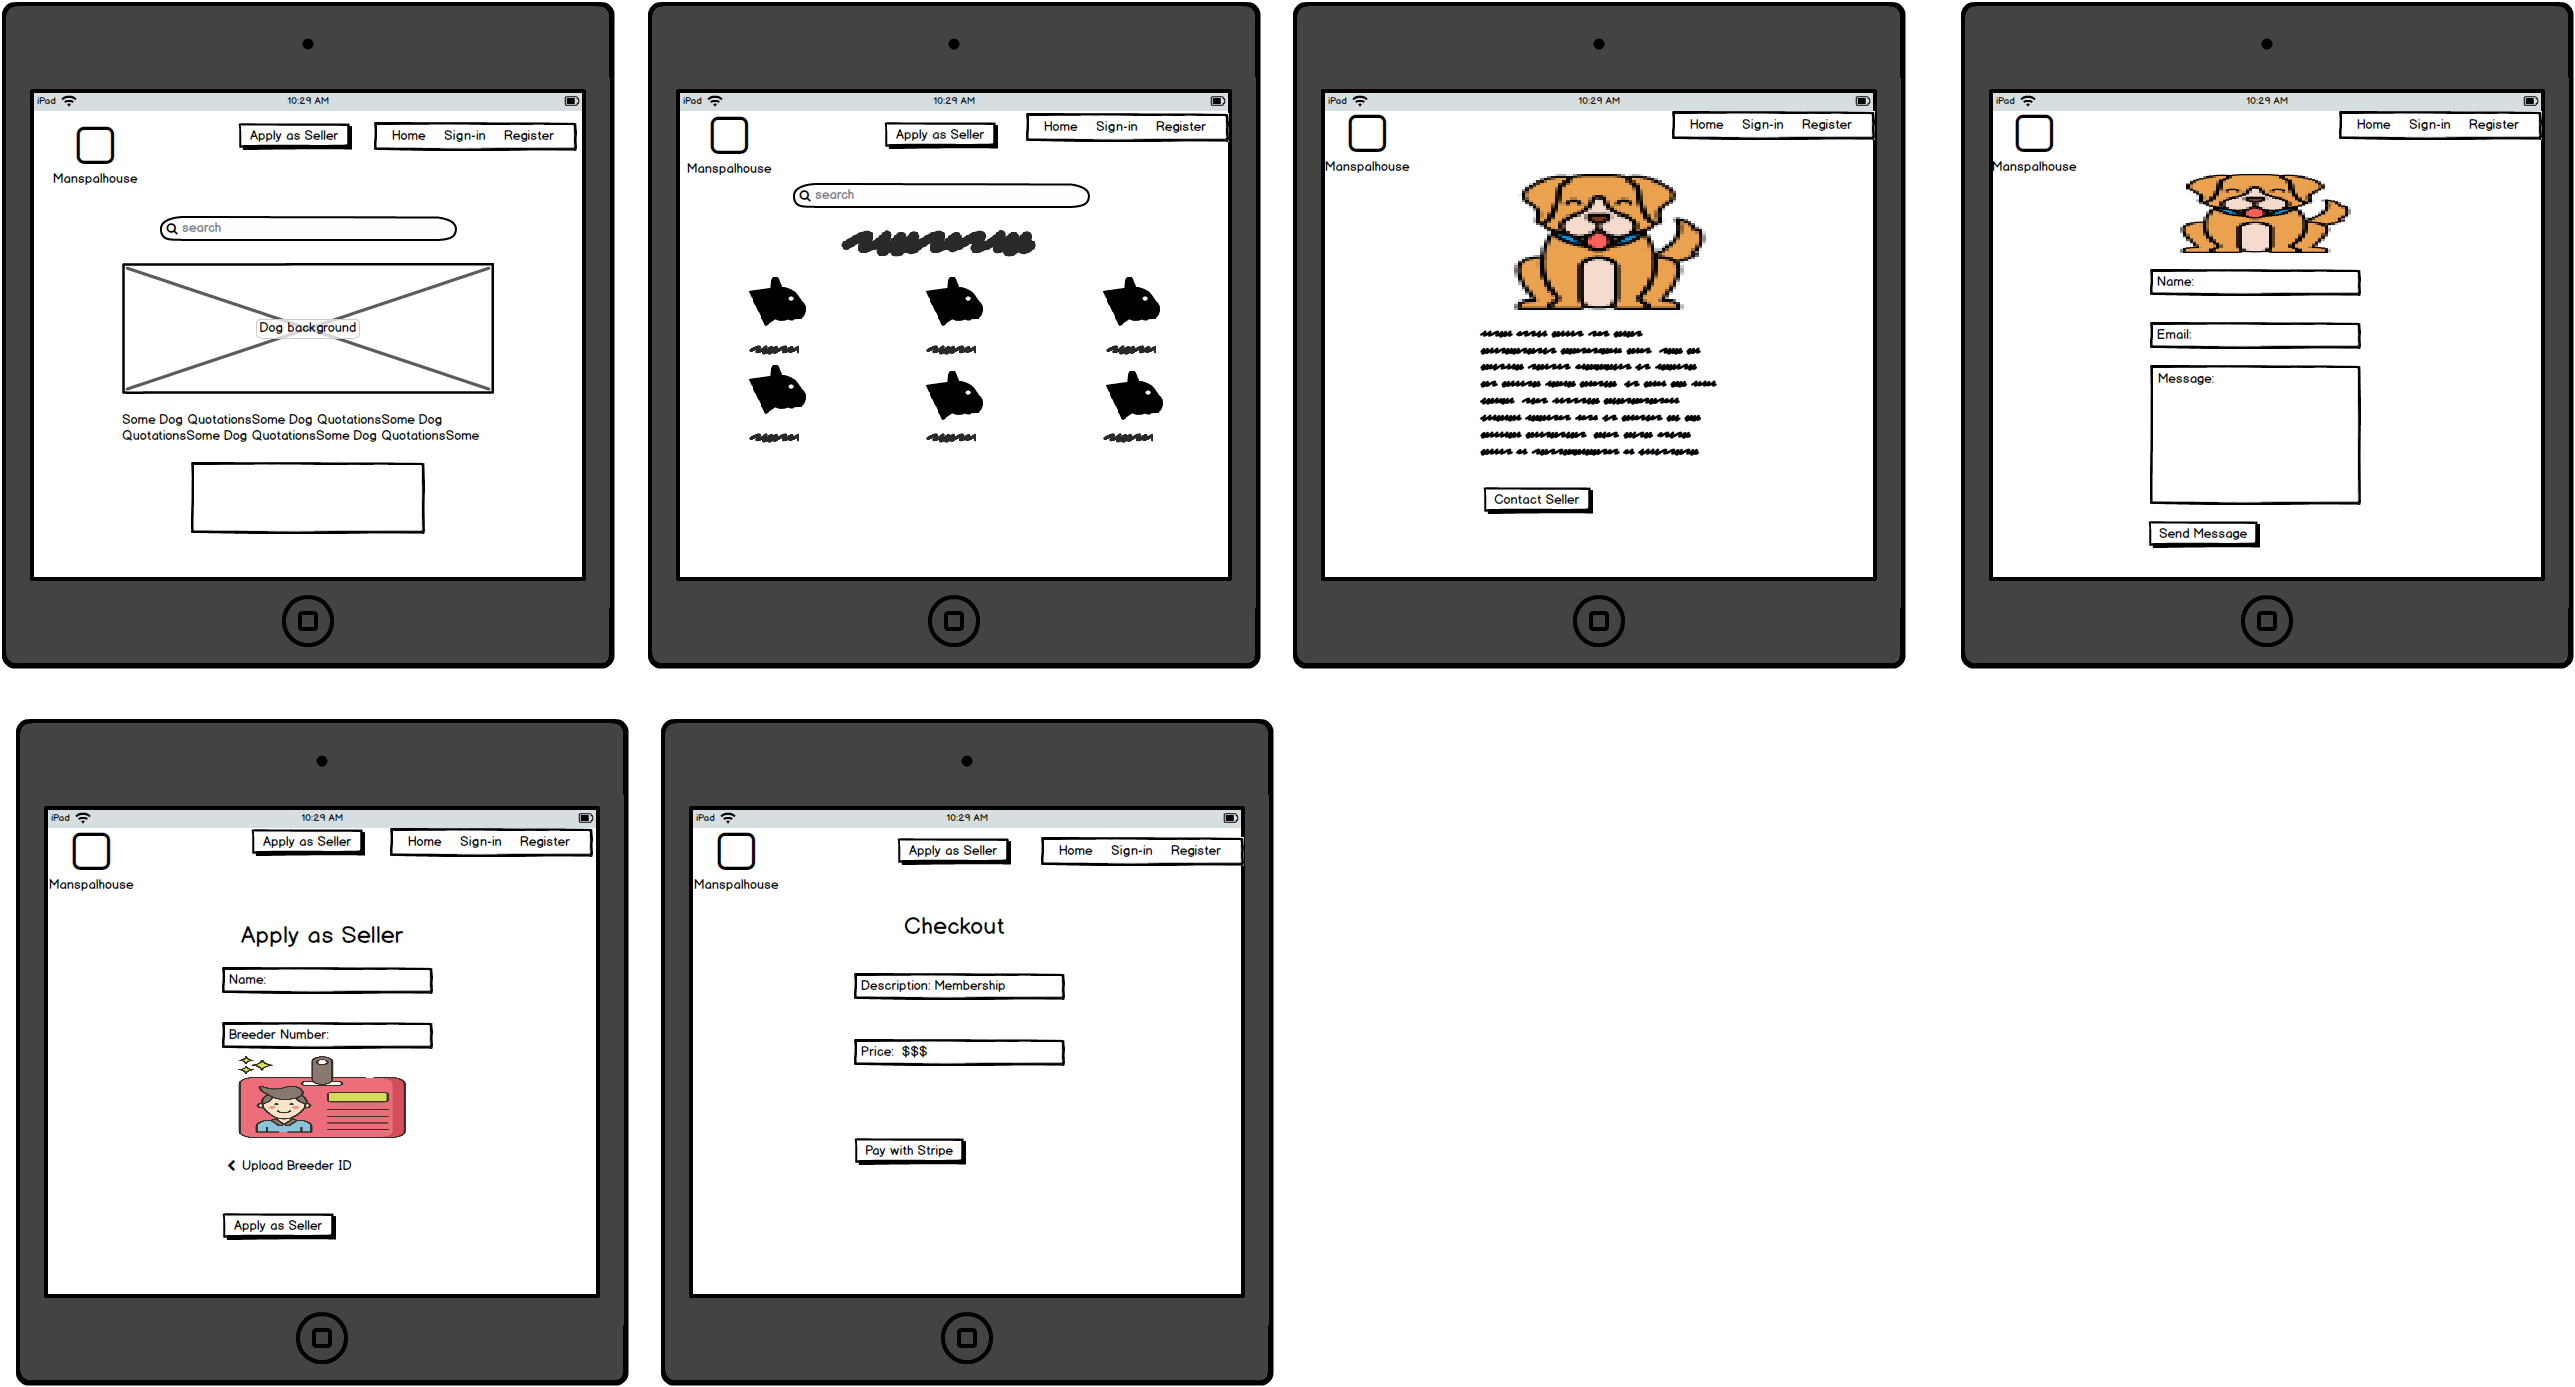 iPad 10:29 AM
Apply as Seller Home Sign-in Register
Manspalhouse
search
Dog background
Some Dog QuotationsSome Dog QuotationsSome Dog
QuotationsSome Dog QuotationsSome Dog QuotationsSome
iPad 10:29 AM
Apply as Seller Home Sign-in Register
Manspalhouse
search
iPad 10:29 AM
Home Sign-in Register
Manspalhouse
Contact Seller
iPad 10:29 AM
Home Sign-in Register
Manspalhouse
Name:
Email:
Message:
Send Message
iPad 10:29 AM
Apply as Seller Home Sign-in Register
Manspalhouse
Apply as Seller
Name:
Breeder Number:
Upload Breeder ID
Apply as Seller
iPad 10:29 AM
Apply as Seller Home Sign-in Register
Manspalhouse
Checkout
Description: Membership
Price: $$$
Pay with Stripe